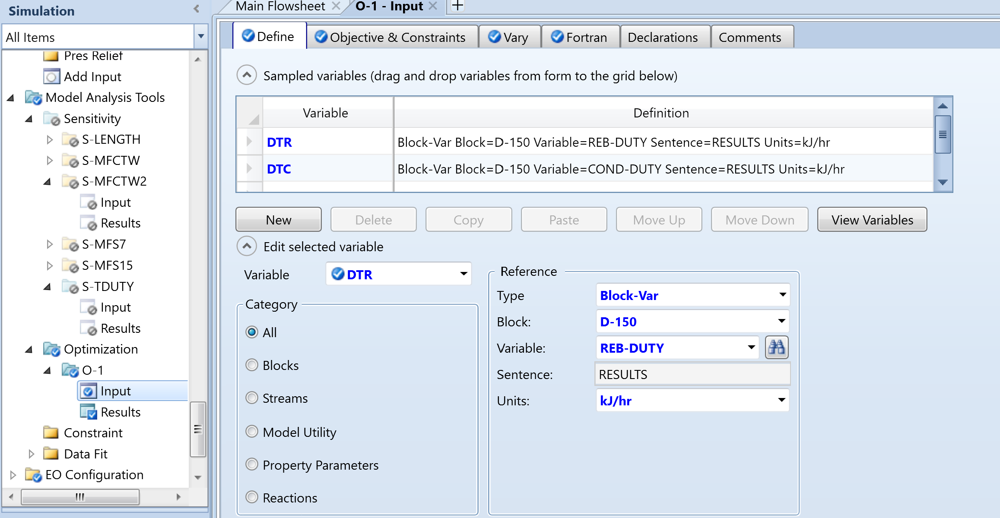 Simulation
All Items
Pres Relief
Add Input
Model Analysis Tools
Sensitivity
S-LENGTH
S-MFCTW
S-MFCTW2
Input
Results
S-MFS7
S-MFS15
S-TDUTY
Input
Results
Optimization
O-1
Input
Results
Constraint
Data Fit
EO Configuration
Main Flowsheet
O-1 - Input
Define
Objective & Constraints
Vary
Fortran
Declarations
Comments
Sampled variables (drag and drop variables from form to the grid below)
Variable Definition
DTR Block-Var Block=D-150 Variable=REB-DUTY Sentence=RESULTS Units=kJ/hr
DTC Block-Var Block=D-150 Variable=COND-DUTY Sentence=RESULTS Units=kJ/hr
New Delete Copy Paste Move Up Move Down View Variables
Edit selected variable
Variable DTR
Category
All
Blocks
Streams
Model Utility
Property Parameters
Reactions
Reference
Type Block-Var
Block: D-150
Variable: REB-DUTY
Sentence: RESULTS
Units: kJ/hr